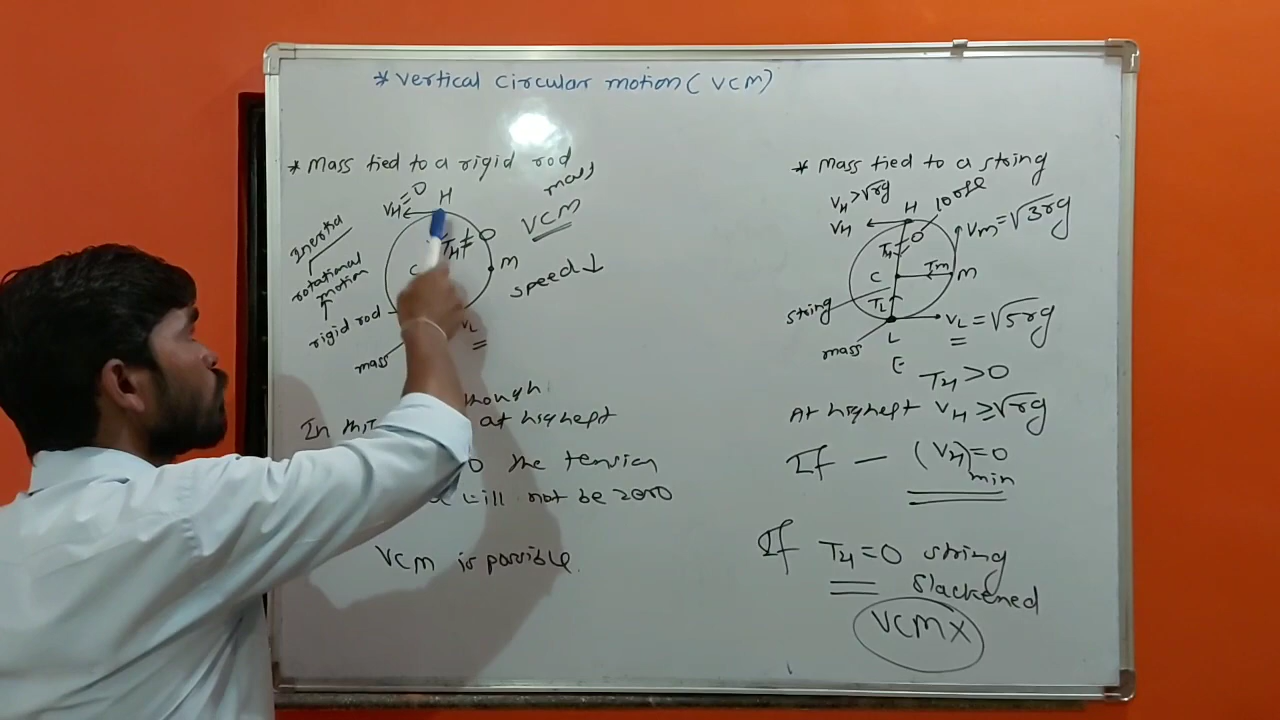 * Vertical Circular motion (VCM)
* Mass tied to a rigid rod
mass
VH = 0
H
VCM
TH ≠ 0
Inertia
rotational
motion
C
M
speed ↓
rigid rod
VL
mass
though
at highest
0 the tension
will not be zero
VCM is possible.
* Mass tied to a string
VH > √rg
H
loose
VH
Vm = √3rg
TH
0
C
Tm
M
string
TL
VL = √5rg
mass
L
TH > 0
At highest VH ≥ √rg
If — (VH)min = 0
If TH = 0 string
slackened
VCM X